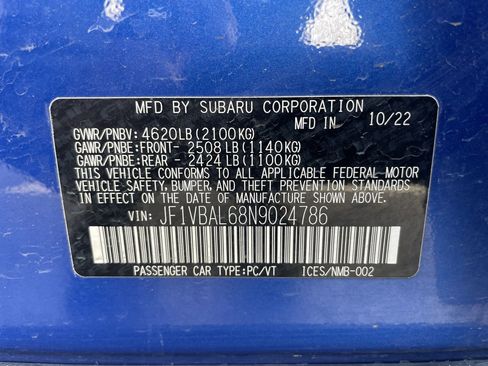 MFD BY SUBARU CORPORATION
MFD IN 10/22
GVWR/PNBV: 4620LB(2100KG)
GAWR/PNBE:FRONT- 2508 LB(1140KG)
GAWR/PNBE:REAR - 2424 LB(1100KG)
THIS VEHICLE CONFORMS TO ALL APPLICABLE FEDERAL MOTOR
VEHICLE SAFETY, BUMPER, AND THEFT PREVENTION STANDARDS
IN EFFECT ON THE DATE OF MANUFACTURE SHOWN ABOVE.
VIN: JF1VBAL68N9024786
PASSENGER CAR TYPE:PC/VT ICES/NMB-002